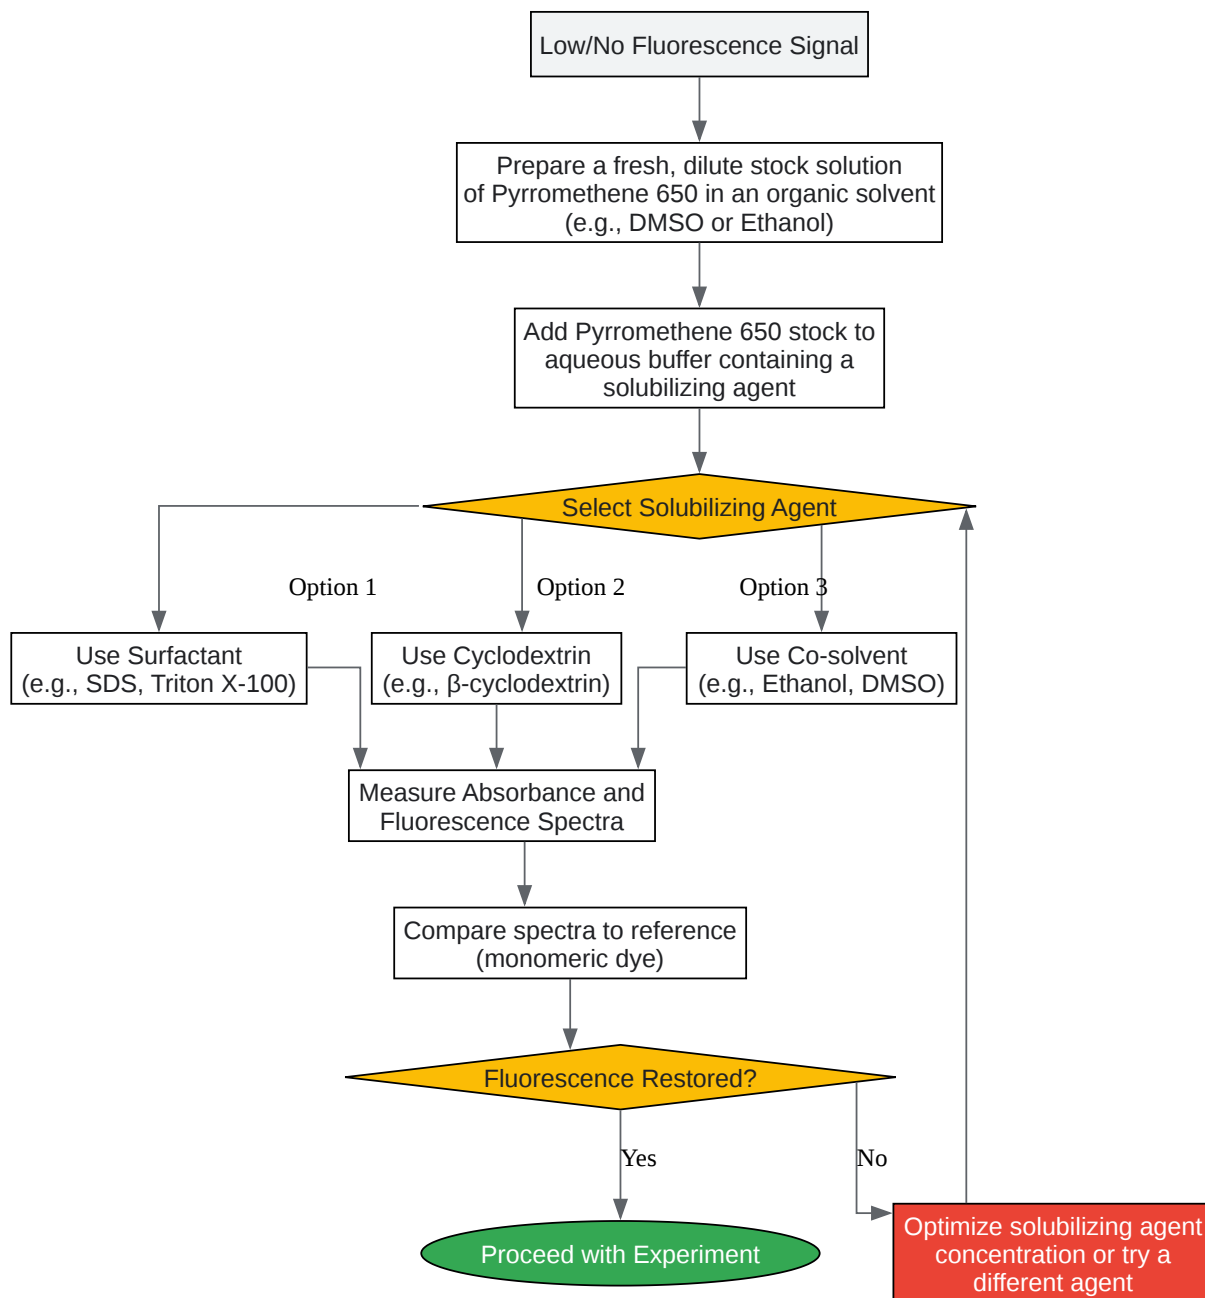 Low/No Fluorescence Signal
Prepare a fresh, dilute stock solution
of Pyrromethene 650 in an organic solvent
(e.g., DMSO or Ethanol)
Add Pyrromethene 650 stock to
aqueous buffer containing a
solubilizing agent
Select Solubilizing Agent
Option 1
Option 2
Option 3
Use Surfactant
(e.g., SDS, Triton X-100)
Use Cyclodextrin
(e.g., β-cyclodextrin)
Use Co-solvent
(e.g., Ethanol, DMSO)
Measure Absorbance and
Fluorescence Spectra
Compare spectra to reference
(monomeric dye)
Fluorescence Restored?
Yes
No
Proceed with Experiment
Optimize solubilizing agent
concentration or try a
different agent